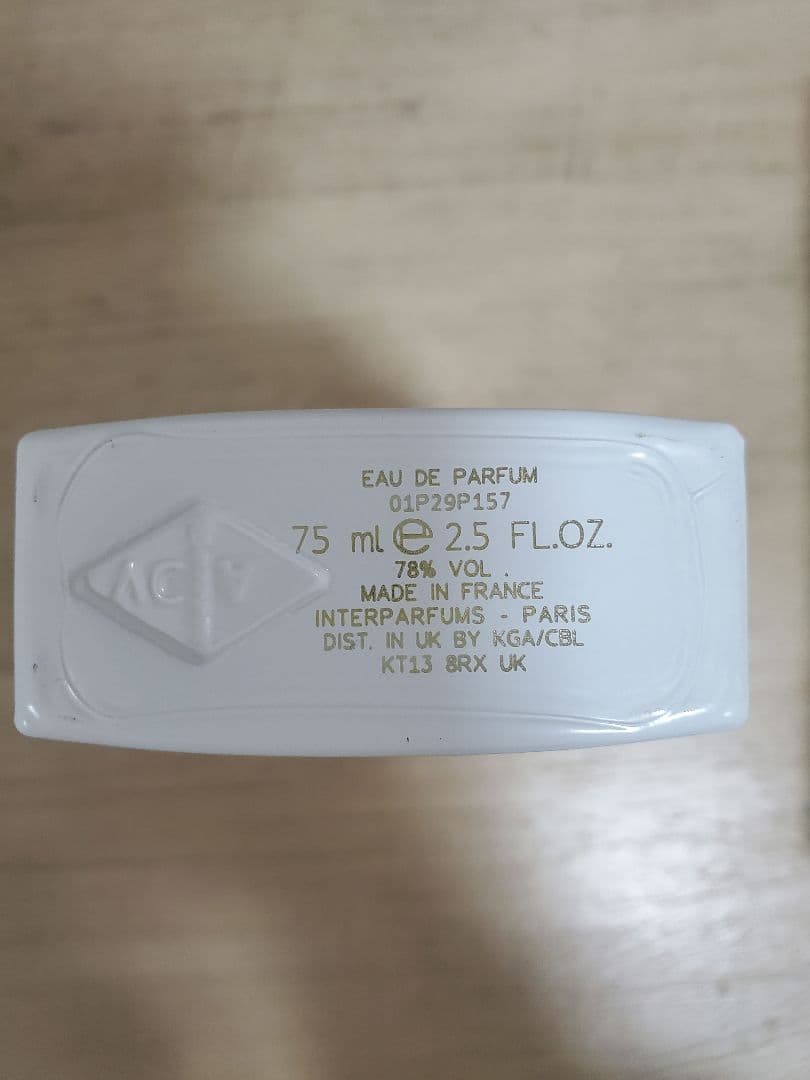 EAU DE PARFUM
01P29P157
75 ml ℮ 2.5 FL.OZ.
78% VOL .
MADE IN FRANCE
INTERPARFUMS - PARIS
DIST. IN UK BY KGA/CBL
KT13 8RX UK